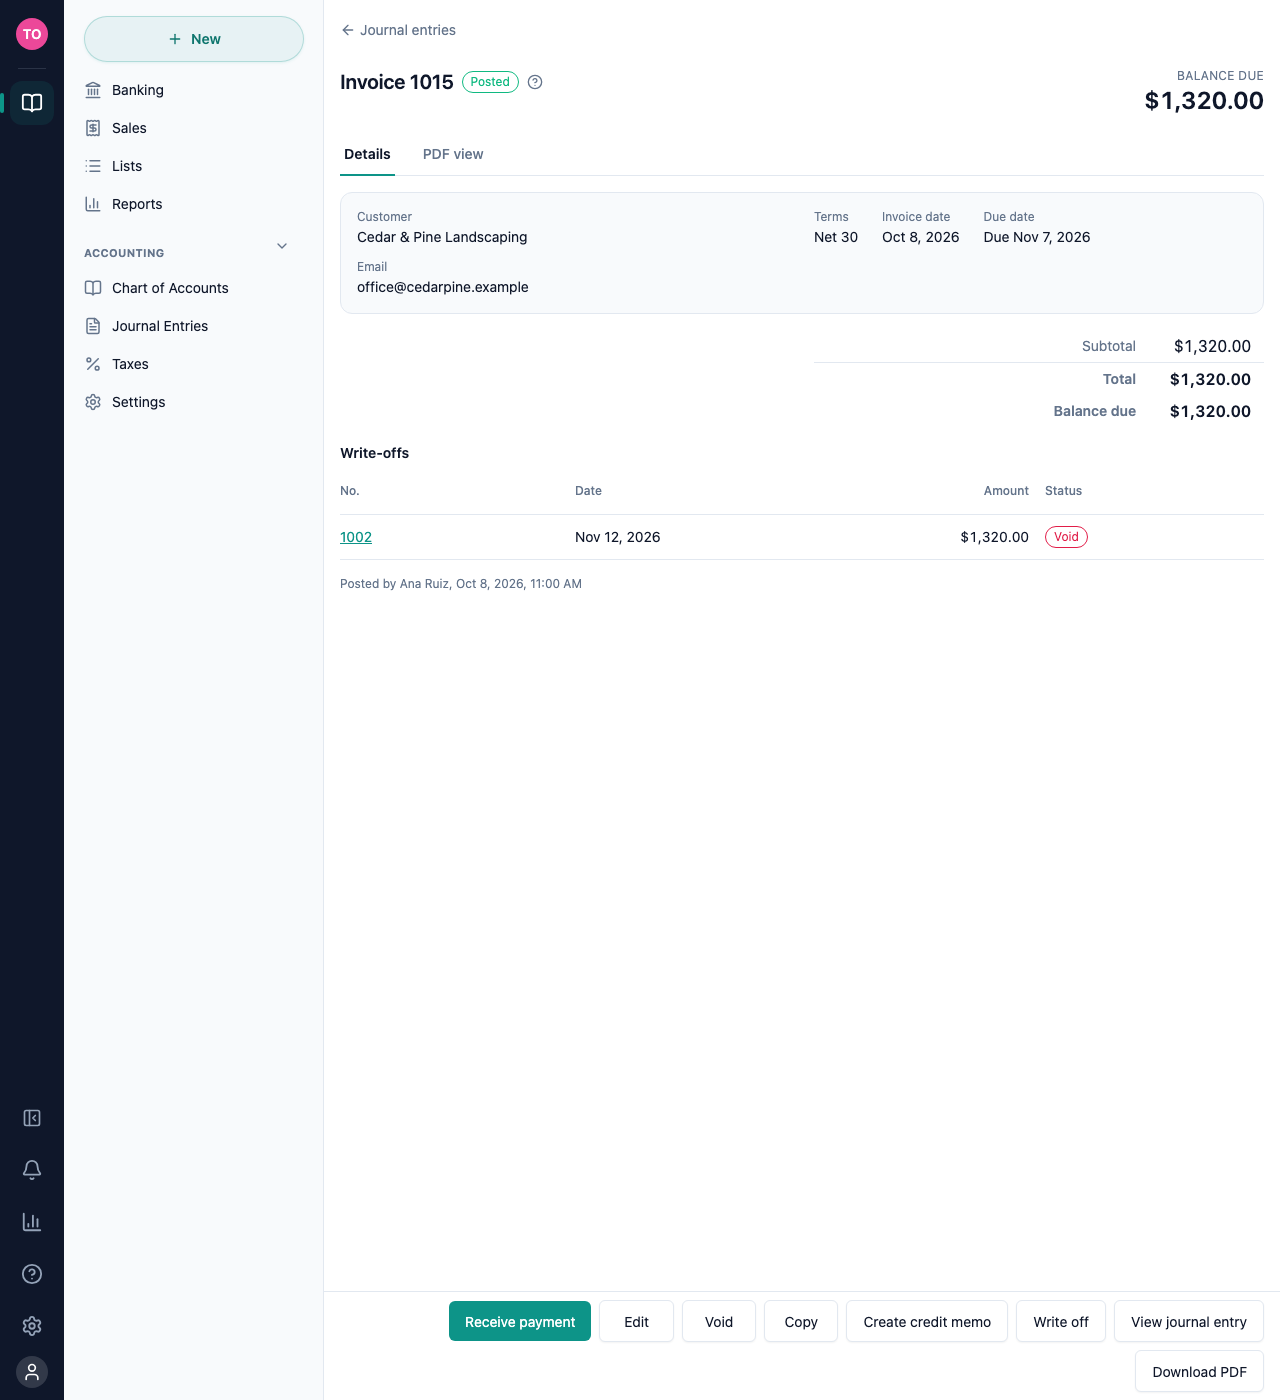 TO
New
Banking
Sales
Lists
Reports
ACCOUNTING
Chart of Accounts
Journal Entries
Taxes
Settings
Journal entries
Invoice 1015 Posted
BALANCE DUE
$1,320.00
Details PDF view
Customer Terms Invoice date Due date
Cedar & Pine Landscaping Net 30 Oct 8, 2026 Due Nov 7, 2026
Email
office@cedarpine.example
Subtotal $1,320.00
Total $1,320.00
Balance due $1,320.00
Write-offs
No. Date Amount Status
1002 Nov 12, 2026 $1,320.00 Void
Posted by Ana Ruiz, Oct 8, 2026, 11:00 AM
Receive payment Edit Void Copy Create credit memo Write off View journal entry
Download PDF